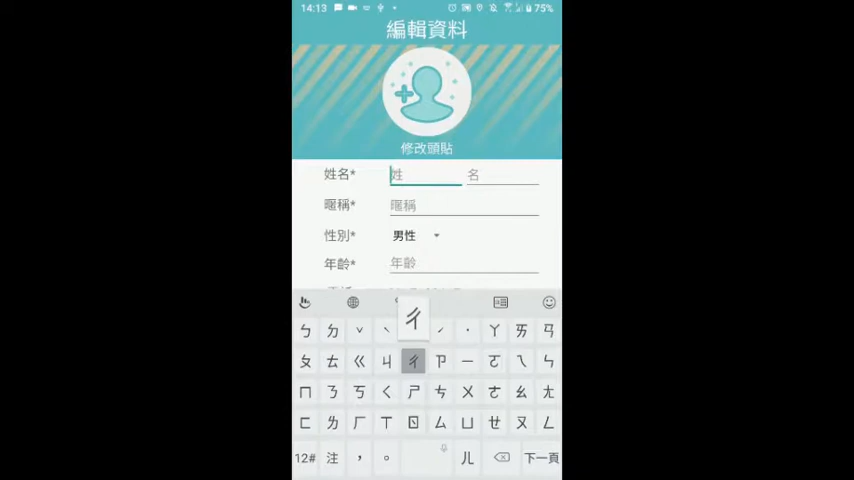 14:13
75%
編輯資料
修改頭貼
姓名* 姓 名
暱稱* 暱稱
性別* 男性
年齡* 年齡
ㄔ
ㄅ ㄉ ˇ ˋ ˊ ˙ ㄚ ㄞ ㄢ
ㄆ ㄊ ㄍ ㄐ ㄔ ㄗ ㄧ ㄛ ㄟ ㄣ
ㄇ ㄋ ㄎ ㄑ ㄕ ㄘ ㄨ ㄜ ㄠ ㄤ
ㄈ ㄌ ㄏ ㄒ ㄖ ㄙ ㄩ ㄝ ㄡ ㄥ
12# 注 , 。 ㄦ 下一頁